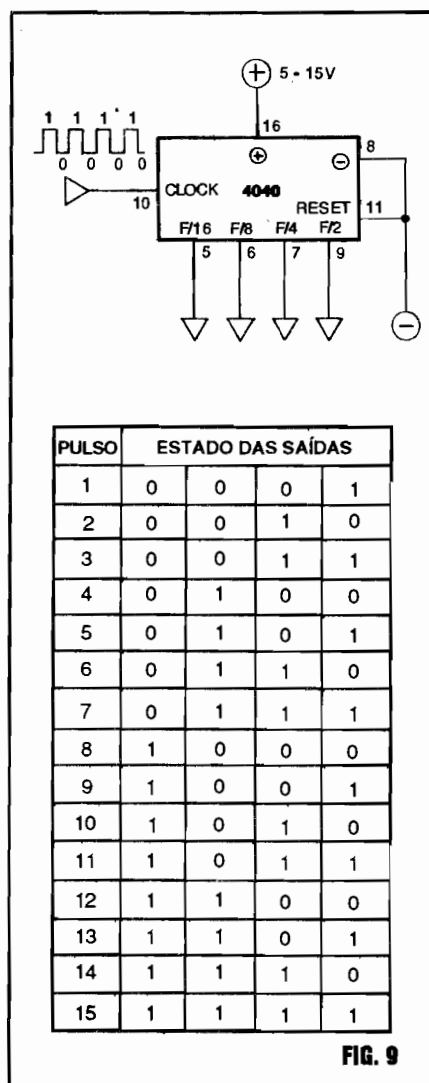 5 - 15V
16
1 1 1 1
0 0 0 0
8
CLOCK 4040
10
RESET 11
F/16 F/8 F/4 F/2
5 6 7 9
PULSO ESTADO DAS SAÍDAS
1 0 0 0 1
2 0 0 1 0
3 0 0 1 1
4 0 1 0 0
5 0 1 0 1
6 0 1 1 0
7 0 1 1 1
8 1 0 0 0
9 1 0 0 1
10 1 0 1 0
11 1 0 1 1
12 1 1 0 0
13 1 1 0 1
14 1 1 1 0
15 1 1 1 1
FIG. 9